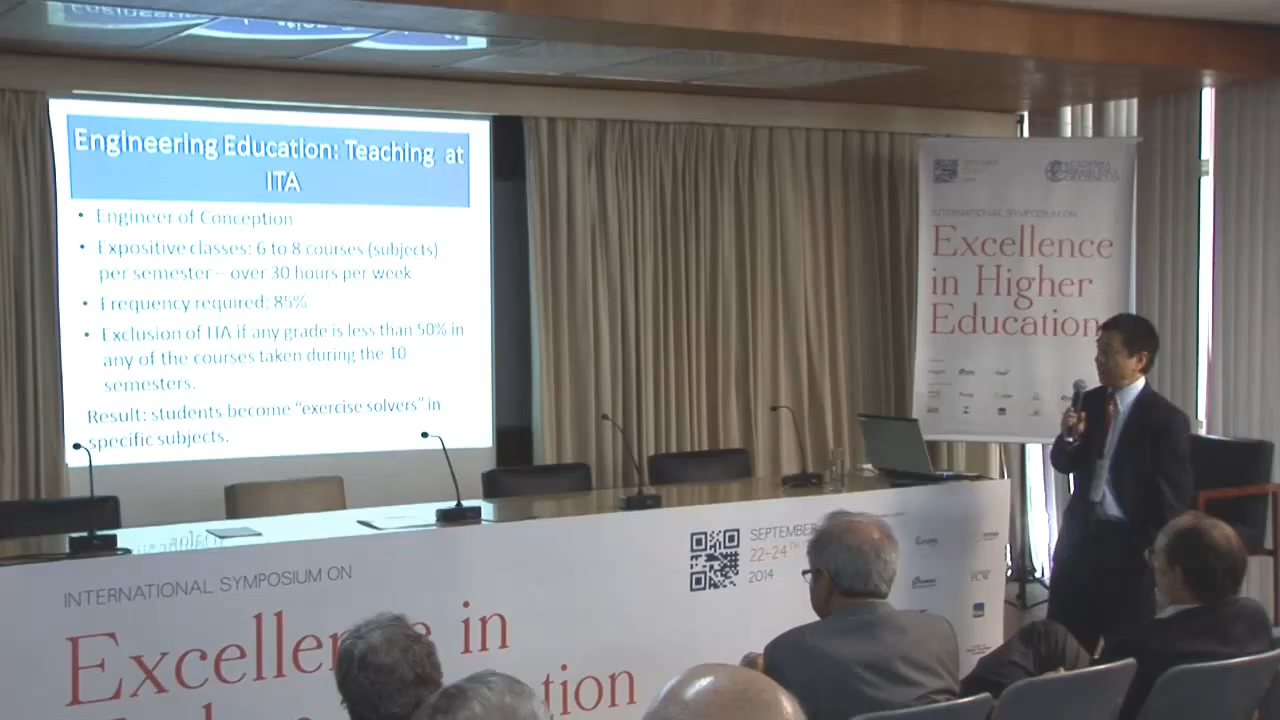 Engineering Education: Teaching at
ITA
• Engineer of Conception
• Expositive classes: 6 to 8 courses (subjects)
per semester – over 30 hours per week
• Frequency required: 85%
• Exclusion of ITA if any grade is less than 50% in
any of the courses taken during the 10
semesters.
Result: students become "exercise solvers" in
specific subjects.
INTERNATIONAL SYMPOSIUM ON
Excellence
in Higher
Education
INTERNATIONAL SYMPOSIUM ON
Excellen in
tion
SEPTEMBER
22-24TH
2014